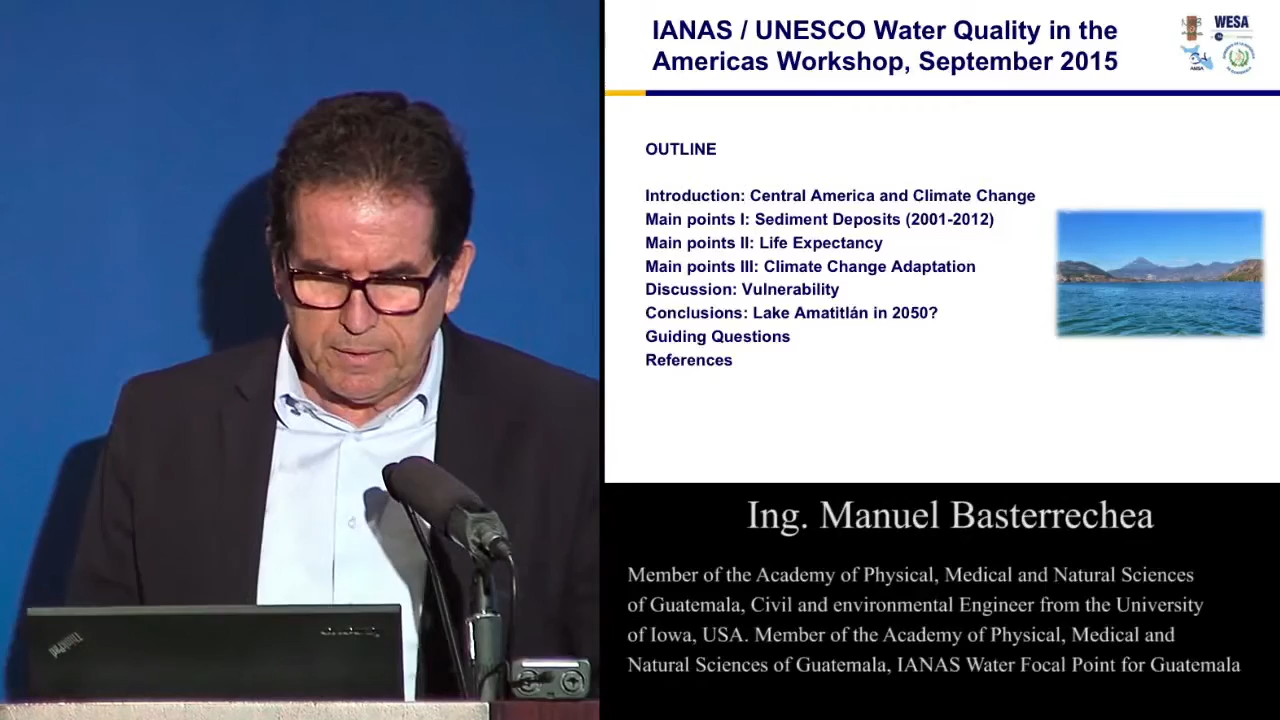 IANAS / UNESCO Water Quality in the
Americas Workshop, September 2015
WESA
AMSA
OUTLINE
Introduction: Central America and Climate Change
Main points I: Sediment Deposits (2001-2012)
Main points II: Life Expectancy
Main points III: Climate Change Adaptation
Discussion: Vulnerability
Conclusions: Lake Amatitlán in 2050?
Guiding Questions
References
ThinkPad
Ing. Manuel Basterrechea
Member of the Academy of Physical, Medical and Natural Sciences
of Guatemala, Civil and environmental Engineer from the University
of Iowa, USA. Member of the Academy of Physical, Medical and
Natural Sciences of Guatemala, IANAS Water Focal Point for Guatemala